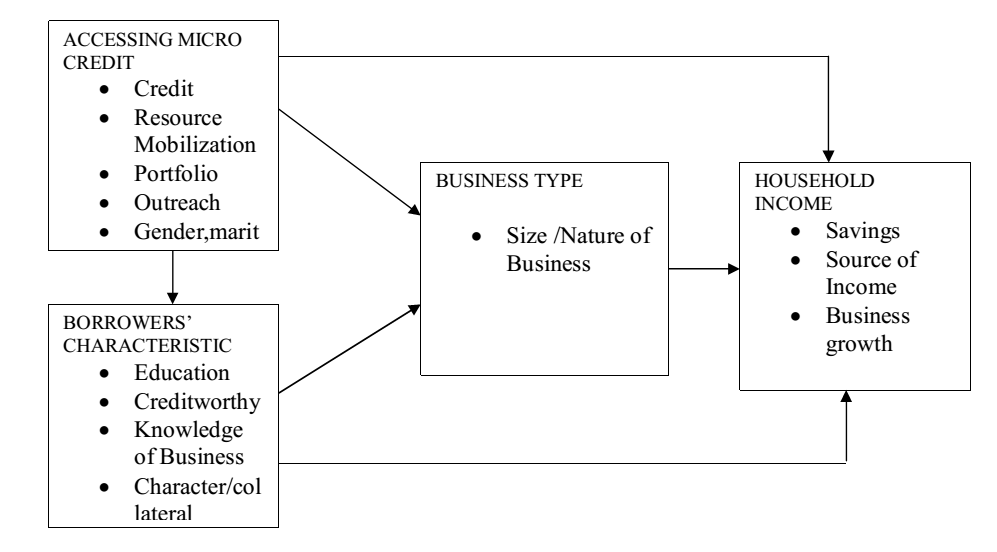 ACCESSING MICRO
CREDIT
• Credit
• Resource
Mobilization
• Portfolio
• Outreach
• Gender,marit
BORROWERS’
CHARACTERISTIC
• Education
• Creditworthy
• Knowledge
of Business
• Character/col
lateral
BUSINESS TYPE
• Size /Nature of
Business
HOUSEHOLD
INCOME
• Savings
• Source of
Income
• Business
growth